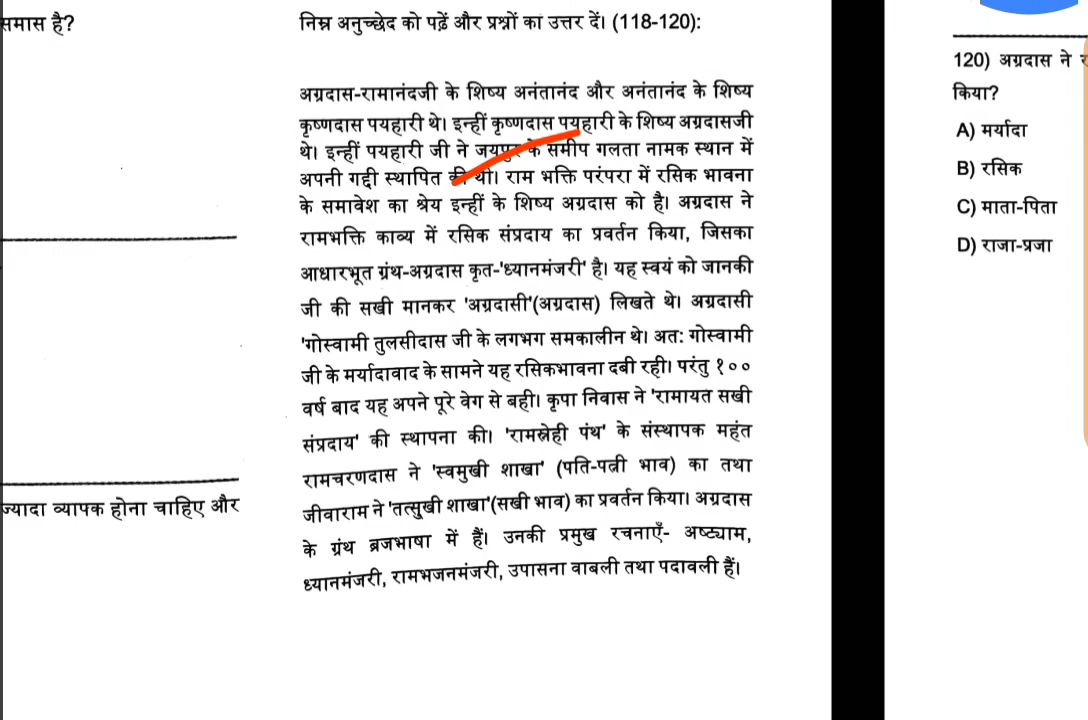 समास है?
ज्यादा व्यापक होना चाहिए और
निम्न अनुच्छेद को पढ़ें और प्रश्नों का उत्तर दें। (118-120):
अग्रदास-रामानंदजी के शिष्य अनंतानंद और अनंतानंद के शिष्य
कृष्णदास पयहारी थे। इन्हीं कृष्णदास पयहारी के शिष्य अग्रदासजी
थे। इन्हीं पयहारी जी ने जयपुर के समीप गलता नामक स्थान में
अपनी गद्दी स्थापित की थी। राम भक्ति परंपरा में रसिक भावना
के समावेश का श्रेय इन्हीं के शिष्य अग्रदास को है। अग्रदास ने
रामभक्ति काव्य में रसिक संप्रदाय का प्रवर्तन किया, जिसका
आधारभूत ग्रंथ-अग्रदास कृत-'ध्यानमंजरी' है। यह स्वयं को जानकी
जी की सखी मानकर 'अग्रदासी'(अग्रदास) लिखते थे। अग्रदासी
'गोस्वामी तुलसीदास जी के लगभग समकालीन थे। अत: गोस्वामी
जी के मर्यादावाद के सामने यह रसिकभावना दबी रही। परंतु १००
वर्ष बाद यह अपने पूरे वेग से बही। कृपा निवास ने 'रामायत सखी
संप्रदाय' की स्थापना की। 'रामस्नेही पंथ' के संस्थापक महंत
रामचरणदास ने 'स्वमुखी शाखा' (पति-पत्नी भाव) का तथा
जीवाराम ने 'तत्सुखी शाखा'(सखी भाव) का प्रवर्तन किया। अग्रदास
के ग्रंथ ब्रजभाषा में हैं। उनकी प्रमुख रचनाएँ- अष्ट्याम,
ध्यानमंजरी, रामभजनमंजरी, उपासना वाबली तथा पदावली हैं।
120) अग्रदास ने
किया?
A) मर्यादा
B) रसिक
C) माता-पिता
D) राजा-प्रजा